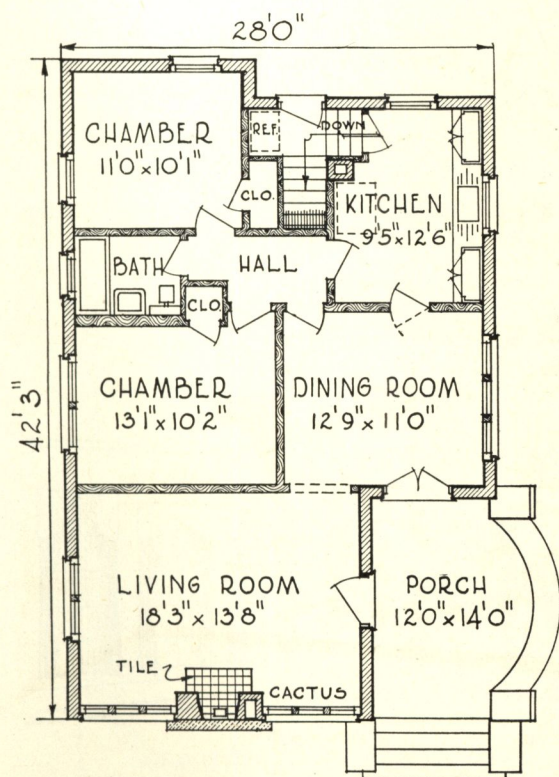 28'0"
CHAMBER
11'0"x10'1"
REF.
DOWN
CLO.
KITCHEN
9'5"x12'6"
BATH
HALL
CLO.
42'3"
CHAMBER
13'1"x10'2"
DINING ROOM
12'9"x11'0"
LIVING ROOM
18'3"x13'8"
PORCH
12'0"x14'0"
TILE
CACTUS